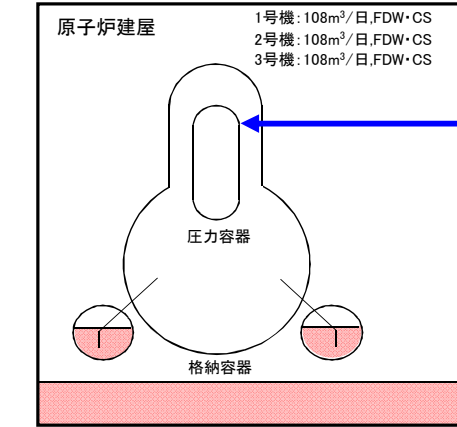 原子炉建屋
1号機：108m³/日,FDW・CS
2号機：108m³/日,FDW・CS
3号機：108m³/日,FDW・CS
圧力容器
格納容器